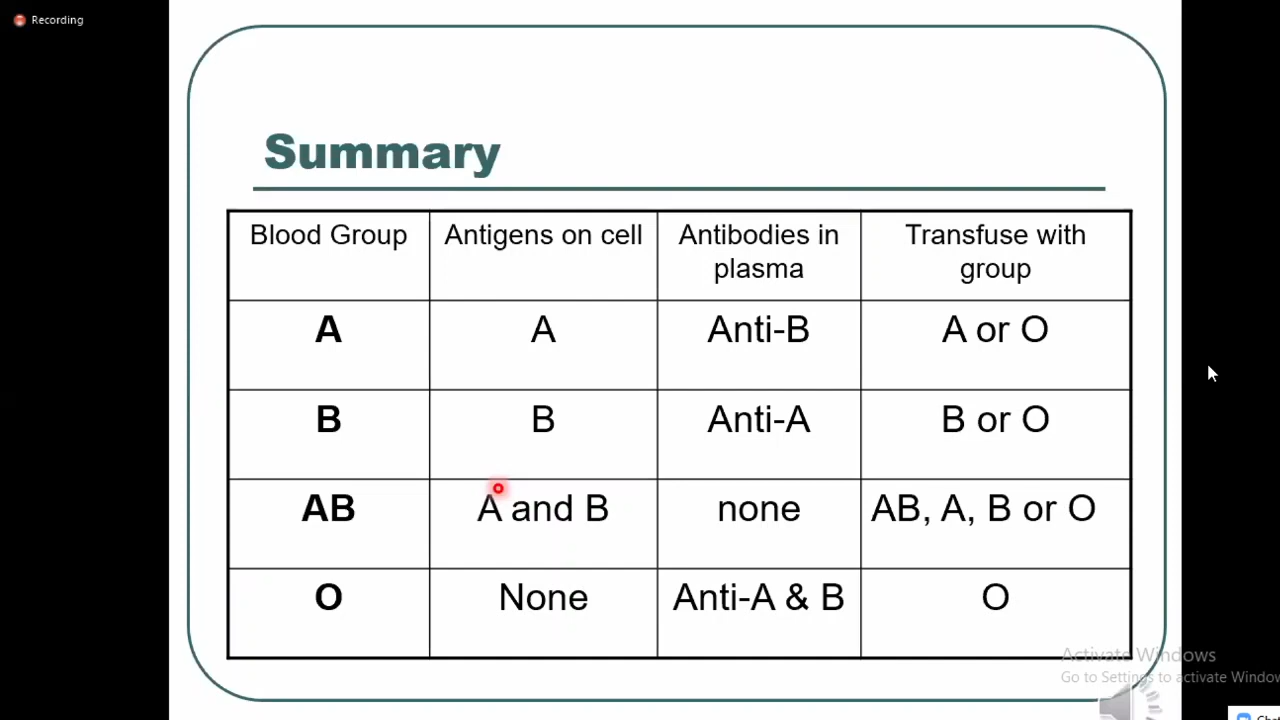 Recording
Summary
Blood Group
Antigens on cell
Antibodies in
plasma
Transfuse with
group
A
A
Anti-B
A or O
B
B
Anti-A
B or O
AB
A and B
none
AB, A, B or O
O
None
Anti-A & B
O
Activate Windows
Go to Settings to activate